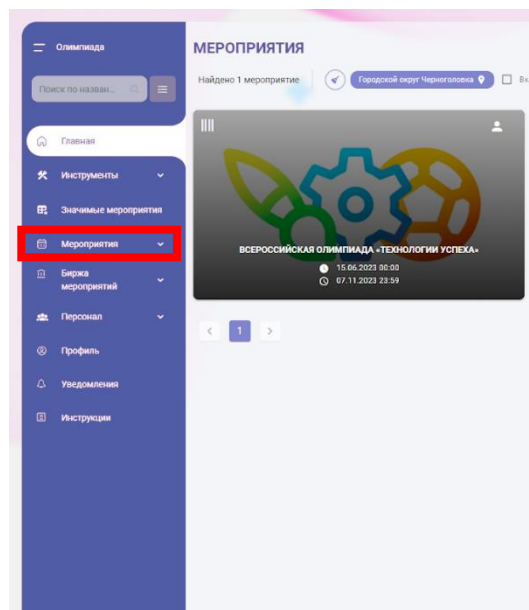 Олимпиада
Поиск по назван...
Главная
Инструменты
Значимые мероприятия
Мероприятия
Биржа
мероприятий
Персонал
Профиль
Уведомления
Инструкции
МЕРОПРИЯТИЯ
Найдено 1 мероприятие
Городской округ Черноголовка
Вк
ВСЕРОССИЙСКАЯ ОЛИМПИАДА «ТЕХНОЛОГИИ УСПЕХА»
15.06.2023 00:00
07.11.2023 23:59
< 1 >